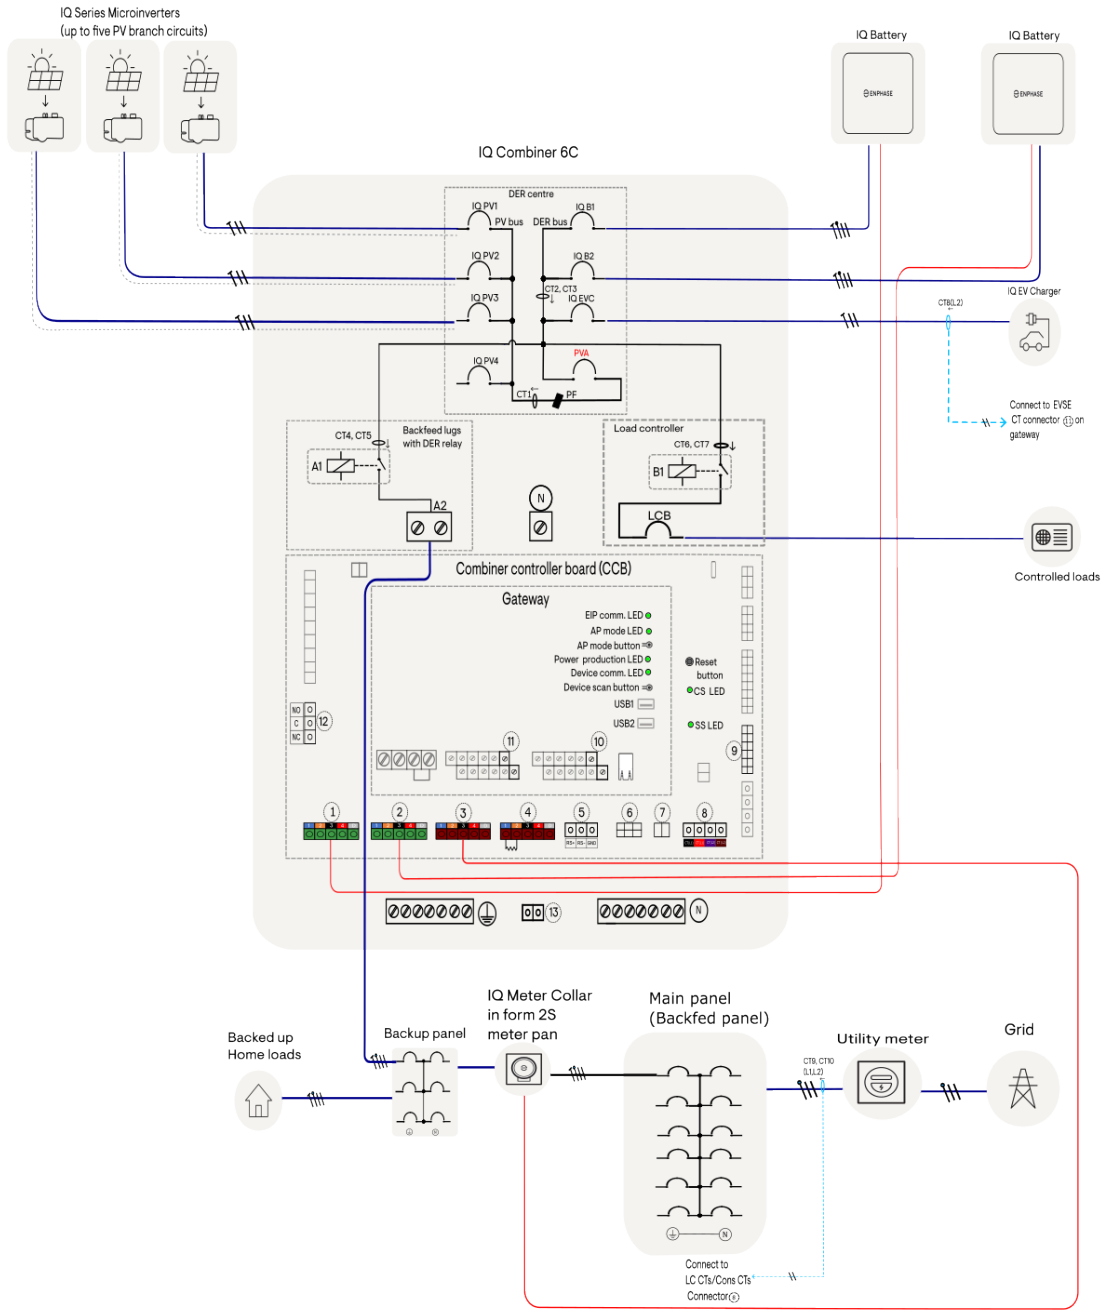 IQ Series Microinverters
(up to five PV branch circuits)
IQ Battery
IQ Battery
ENPHASE
ENPHASE
IQ Combiner 6C
DER centre
IQ PV1
IQ B1
PV bus
DER bus
IQ PV2
IQ B2
CT2, CT3
IQ PV3
IQ EVC
IQ EV Charger
CT8(L2)
PVA
IQ PV4
CT1
PF
Connect to EVSE
CT connector 11 on
gateway
Backfeed lugs
with DER relay
CT4, CT5
A1
A2
N
Load controller
CT6, CT7
B1
LCB
Controlled loads
Combiner controller board (CCB)
Gateway
EIP comm. LED
AP mode LED
AP mode button
Power production LED
Device comm. LED
Device scan button
USB1
USB2
Reset
button
CS LED
SS LED
NO
C
NC
12
11
10
9
1
2
3
4
5
6
7
8
13
N
Backed up
Home loads
Backup panel
IQ Meter Collar
in form 2S
meter pan
Main panel
(Backfed panel)
N
CT9, CT10
(L1,L2)
Utility meter
Grid
Connect to
LC CTs/Cons CTs
Connector